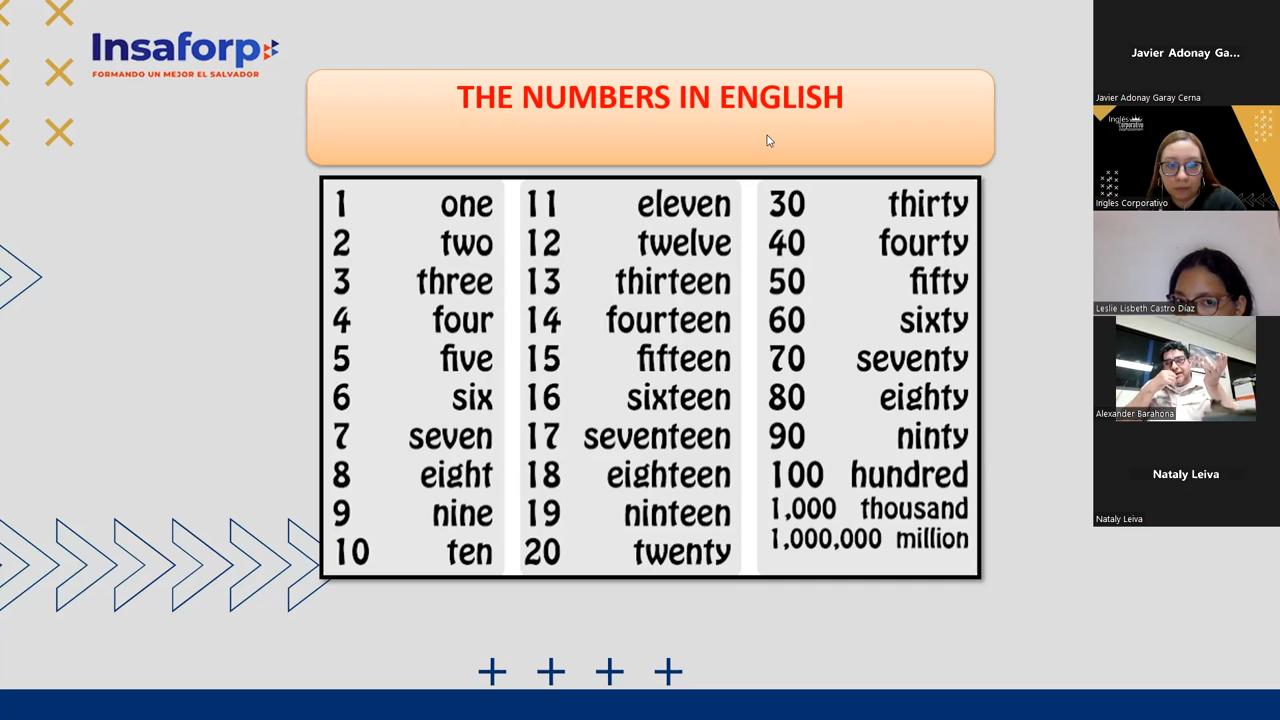 Insaforp
FORMANDO UN MEJOR EL SALVADOR
THE NUMBERS IN ENGLISH
1 one
2 two
3 three
4 four
5 five
6 six
7 seven
8 eight
9 nine
10 ten
11 eleven
12 twelve
13 thirteen
14 fourteen
15 fifteen
16 sixteen
17 seventeen
18 eighteen
19 ninteen
20 twenty
30 thirty
40 fourty
50 fifty
60 sixty
70 seventy
80 eighty
90 ninty
100 hundred
1,000 thousand
1,000,000 million
Javier Adonay Ga...
Javier Adonay Garay Cerna
Inglés
Corporativo
Ingles Corporativo
Leslie Lisbeth Castro Díaz
Alexander Barahona
Nataly Leiva
Nataly Leiva